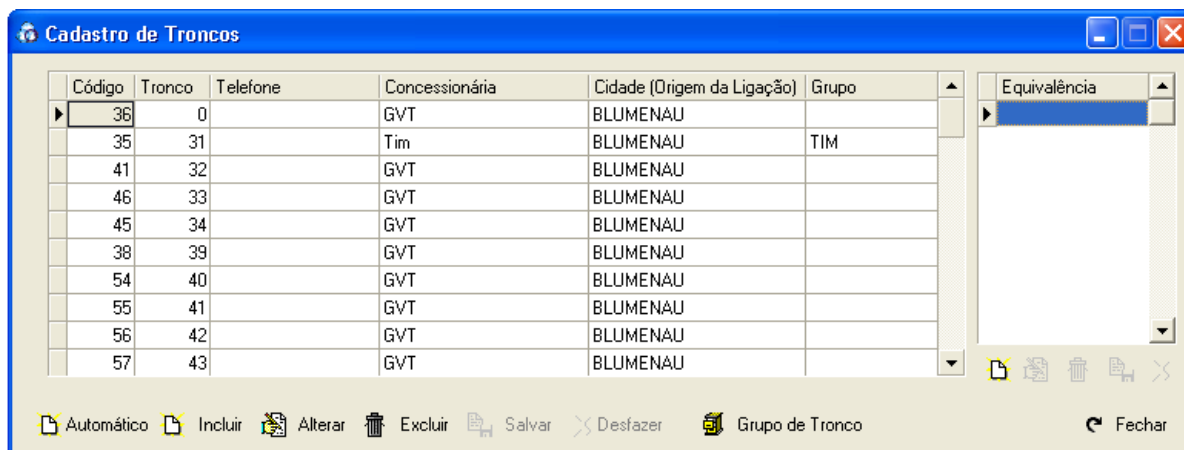 Cadastro de Troncos
Código Tronco Telefone Concessionária Cidade (Origem da Ligação) Grupo Equivalência
36 0 GVT BLUMENAU
35 31 Tim BLUMENAU TIM
41 32 GVT BLUMENAU
46 33 GVT BLUMENAU
45 34 GVT BLUMENAU
38 39 GVT BLUMENAU
54 40 GVT BLUMENAU
55 41 GVT BLUMENAU
56 42 GVT BLUMENAU
57 43 GVT BLUMENAU
Automático Incluir Alterar Excluir Salvar Desfazer Grupo de Tronco Fechar